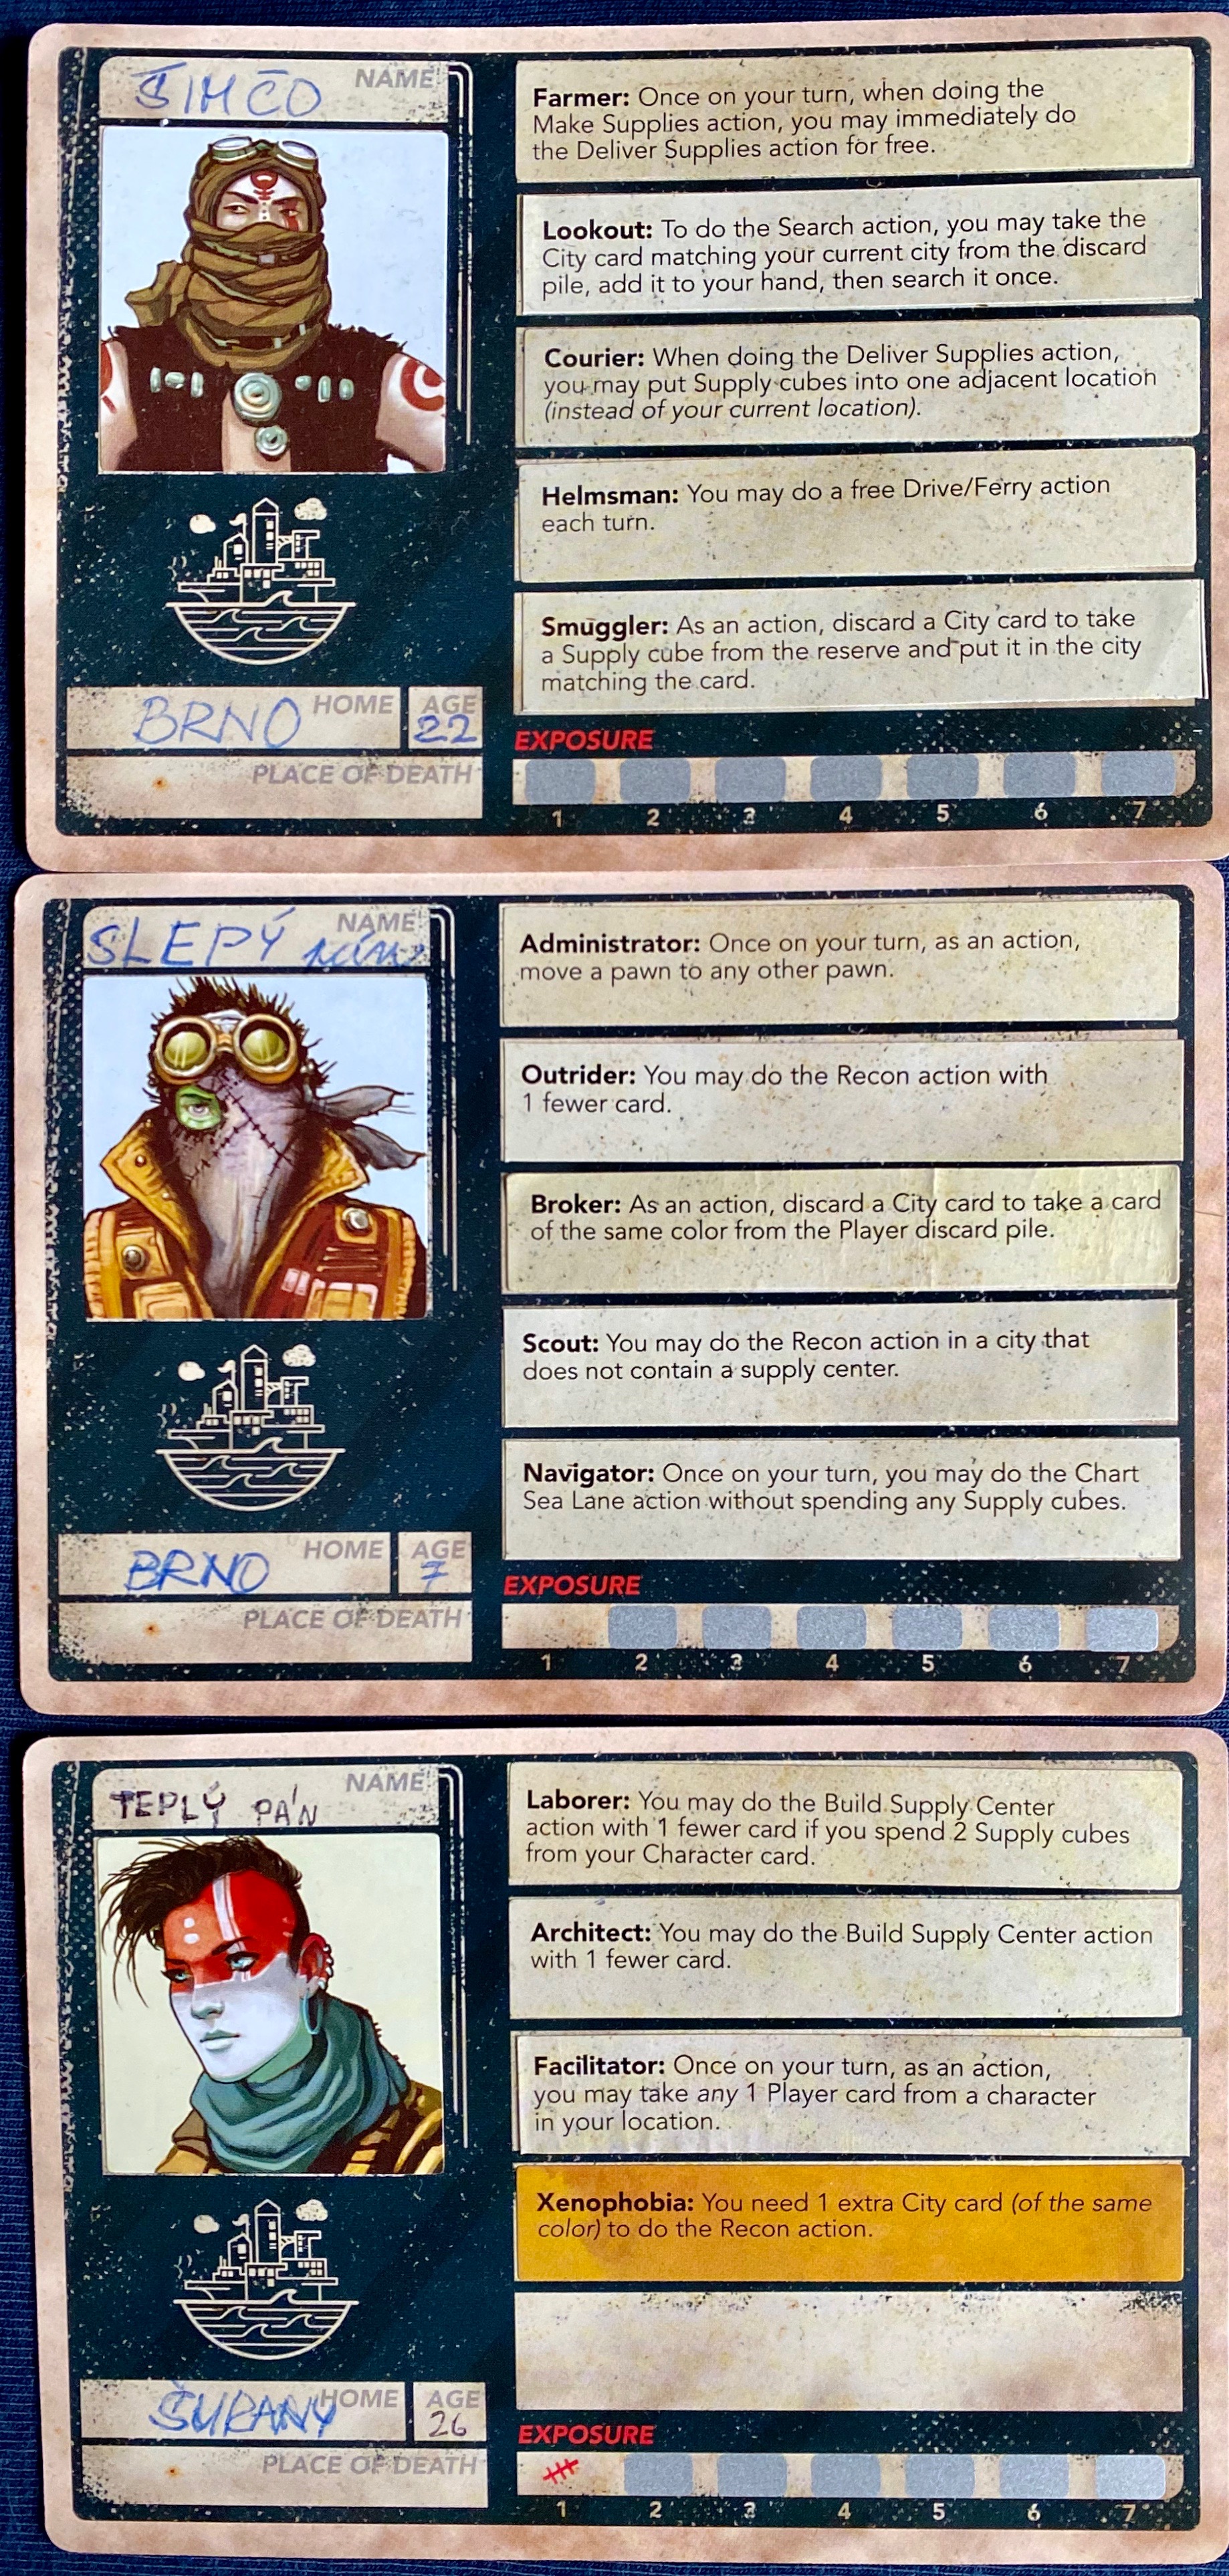 NAME
ŠIMČO
Farmer: Once on your turn, when doing the
Make Supplies action, you may immediately do
the Deliver Supplies action for free.
Lookout: To do the Search action, you may take the
City card matching your current city from the discard
pile, add it to your hand, then search it once.
Courier: When doing the Deliver Supplies action,
you may put Supply cubes into one adjacent location
(instead of your current location).
Helmsman: You may do a free Drive/Ferry action
each turn.
Smuggler: As an action, discard a City card to take
a Supply cube from the reserve and put it in the city
matching the card.
BRNO HOME
AGE
22
PLACE OF DEATH
EXPOSURE
1 2 3 4 5 6 7
NAME
SLEPÝ
Administrator: Once on your turn, as an action,
move a pawn to any other pawn.
Outrider: You may do the Recon action with
1 fewer card.
Broker: As an action, discard a City card to take a card
of the same color from the Player discard pile.
Scout: You may do the Recon action in a city that
does not contain a supply center.
Navigator: Once on your turn, you may do the Chart
Sea Lane action without spending any Supply cubes.
BRNO HOME
AGE
7
PLACE OF DEATH
EXPOSURE
1 2 3 4 5 6 7
NAME
TEPLÝ PÁN
Laborer: You may do the Build Supply Center
action with 1 fewer card if you spend 2 Supply cubes
from your Character card.
Architect: You may do the Build Supply Center action
with 1 fewer card.
Facilitator: Once on your turn, as an action,
you may take any 1 Player card from a character
in your location.
Xenophobia: You need 1 extra City card (of the same
color) to do the Recon action.
ŠURANY HOME
AGE
26
PLACE OF DEATH
EXPOSURE
1 2 3 4 5 6 7